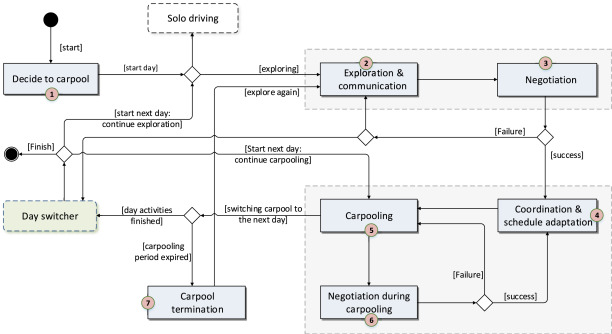 Solo driving
[start]
Decide to carpool
1
[start day]
[exploring]
2
Exploration &
communication
3
Negotiation
[explore again]
[start next day:
continue exploration]
[Finish]
[Start next day:
continue carpooling]
[Failure]
[success]
Day switcher
[day activities
finished]
[switching carpool to
the next day]
Carpooling
5
Coordination &
schedule adaptation
4
[carpooling
period expired]
[Failure]
[success]
Carpool
termination
7
Negotiation during
carpooling
6